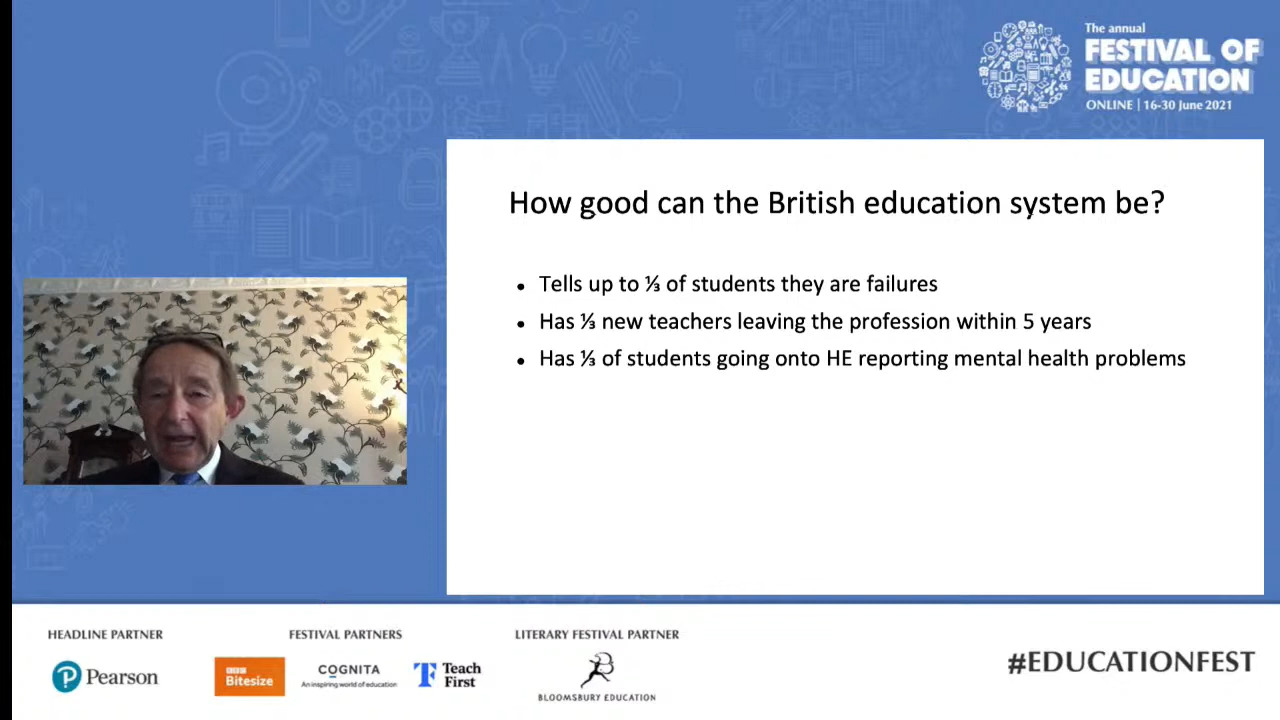 The annual
FESTIVAL OF
EDUCATION
ONLINE | 16-30 June 2021
How good can the British education system be?
• Tells up to ⅓ of students they are failures
• Has ⅓ new teachers leaving the profession within 5 years
• Has ⅓ of students going onto HE reporting mental health problems
HEADLINE PARTNER
FESTIVAL PARTNERS
LITERARY FESTIVAL PARTNER
Pearson
BBC
Bitesize
COGNITA
An inspiring world of education
Teach
First
BLOOMSBURY EDUCATION
#EDUCATIONFEST